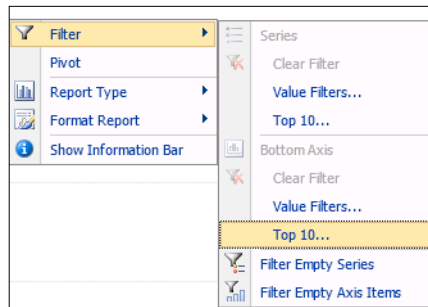 Filter
Pivot
Report Type
Format Report
Show Information Bar
Series
Clear Filter
Value Filters...
Top 10...
Bottom Axis
Clear Filter
Value Filters...
Top 10...
Filter Empty Series
Filter Empty Axis Items